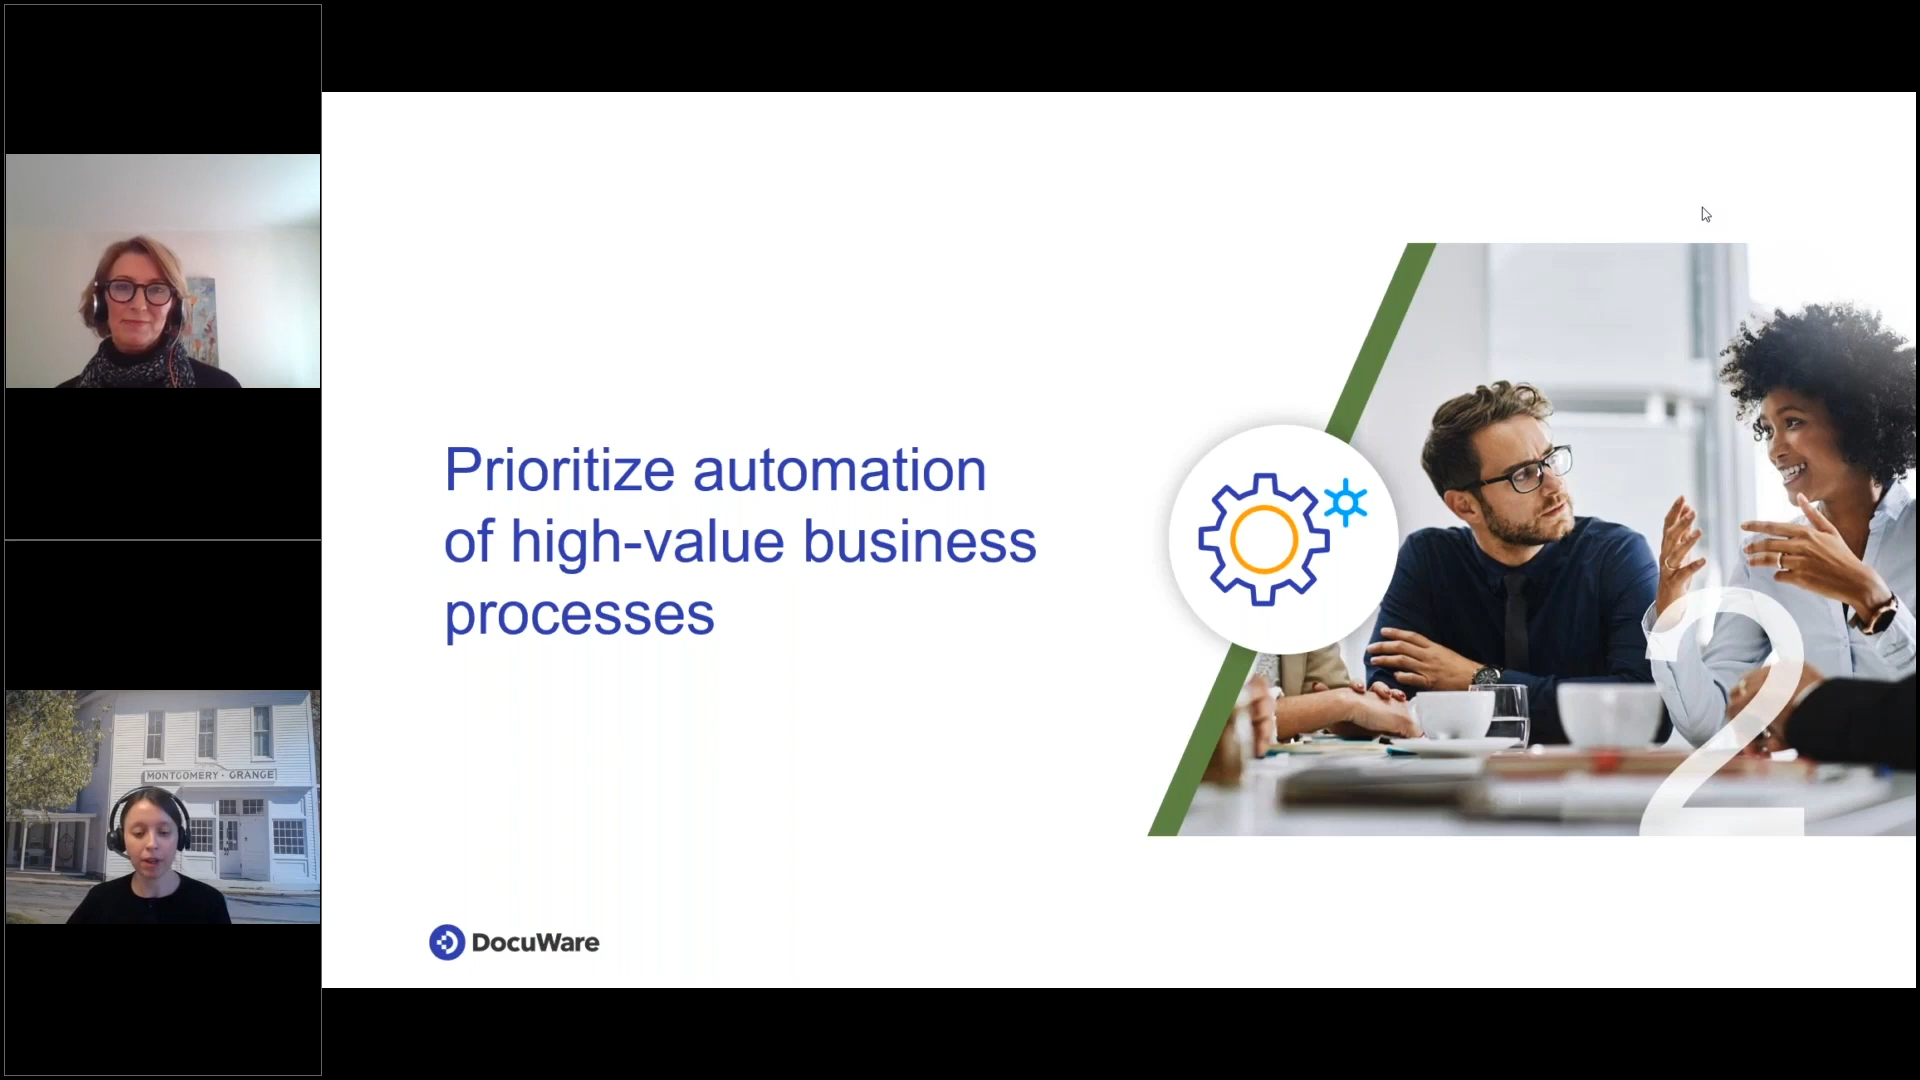 Prioritize automation
of high-value business
processes
2
DocuWare
MONTGOMERY · GRANGE